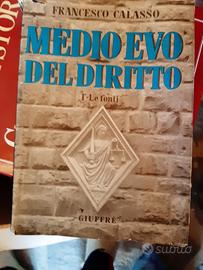 FRANCESCO CALASSO
MEDIO EVO
DEL DIRITTO
I - Le fonti
GIUFFRÈ
subito